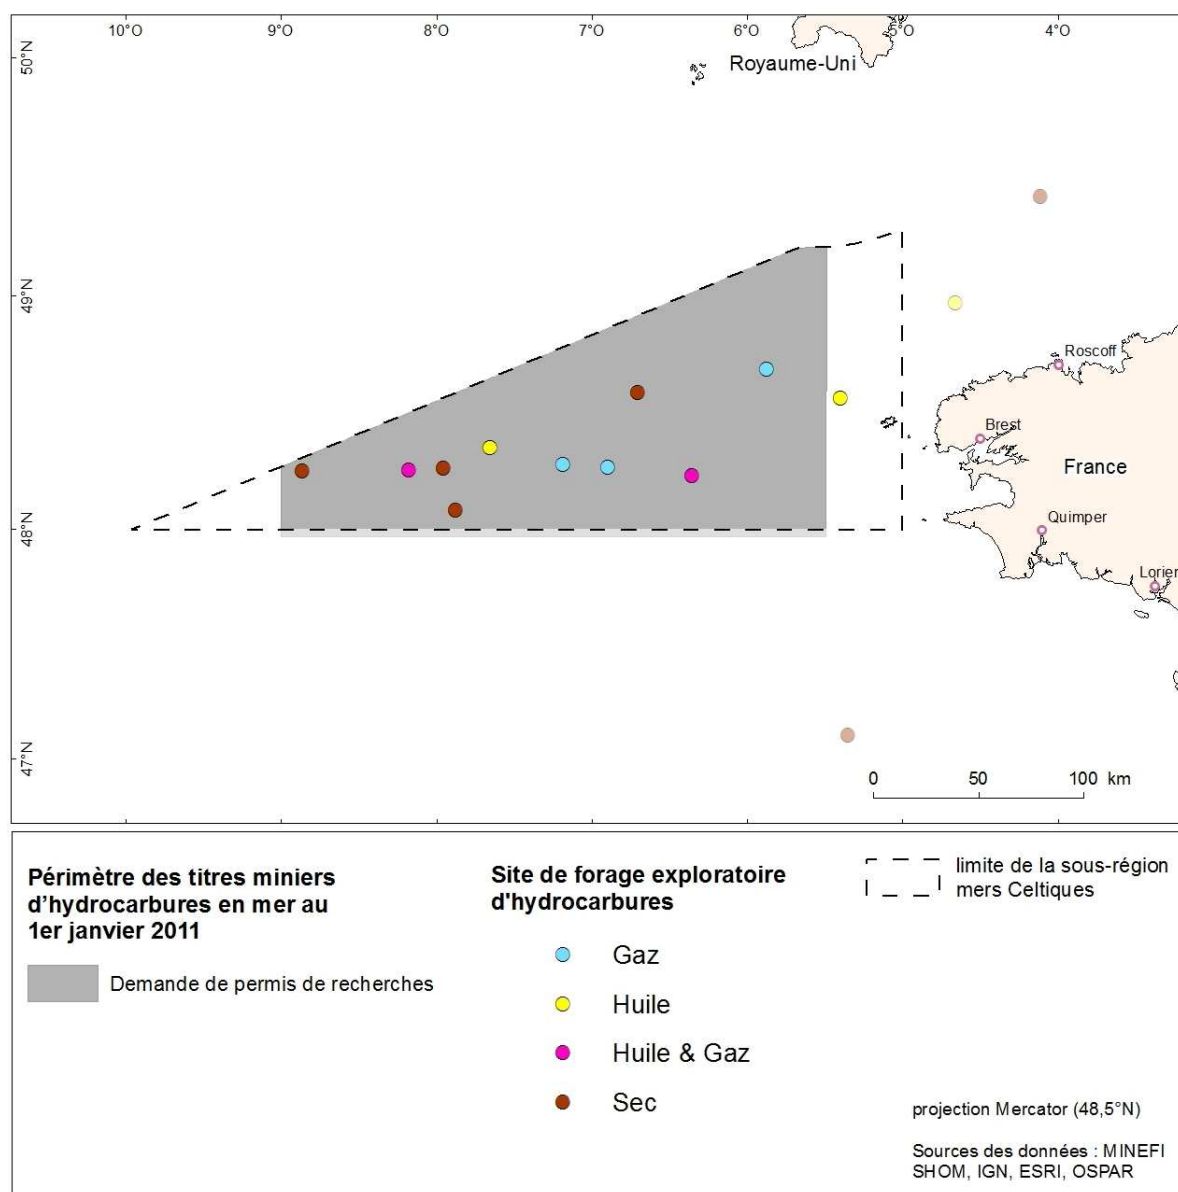 10°O 9°O 8°O 7°O 6°O 5°O 4°O
50°N
Royaume-Uni
49°N
Roscoff
Brest
France
48°N
Quimper
Lorien
47°N
0 50 100 km
Périmètre des titres miniers
d'hydrocarbures en mer au
1er janvier 2011
Demande de permis de recherches
Site de forage exploratoire
d'hydrocarbures
Gaz
Huile
Huile & Gaz
Sec
limite de la sous-région
mers Celtiques
projection Mercator (48,5°N)
Sources des données : MINEFI
SHOM, IGN, ESRI, OSPAR